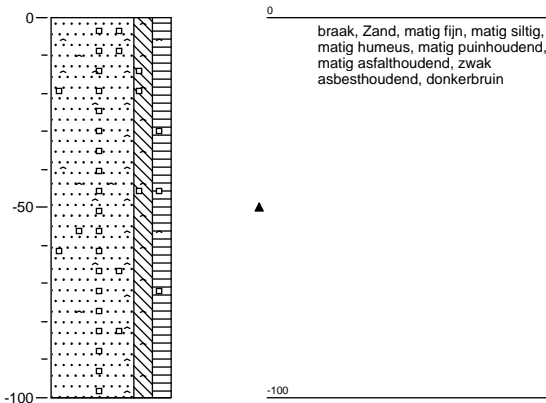 0
-50
-100
0
braak, Zand, matig fijn, matig siltig,
matig humeus, matig puinhoudend,
matig asfalthoudend, zwak
asbesthoudend, donkerbruin
-100